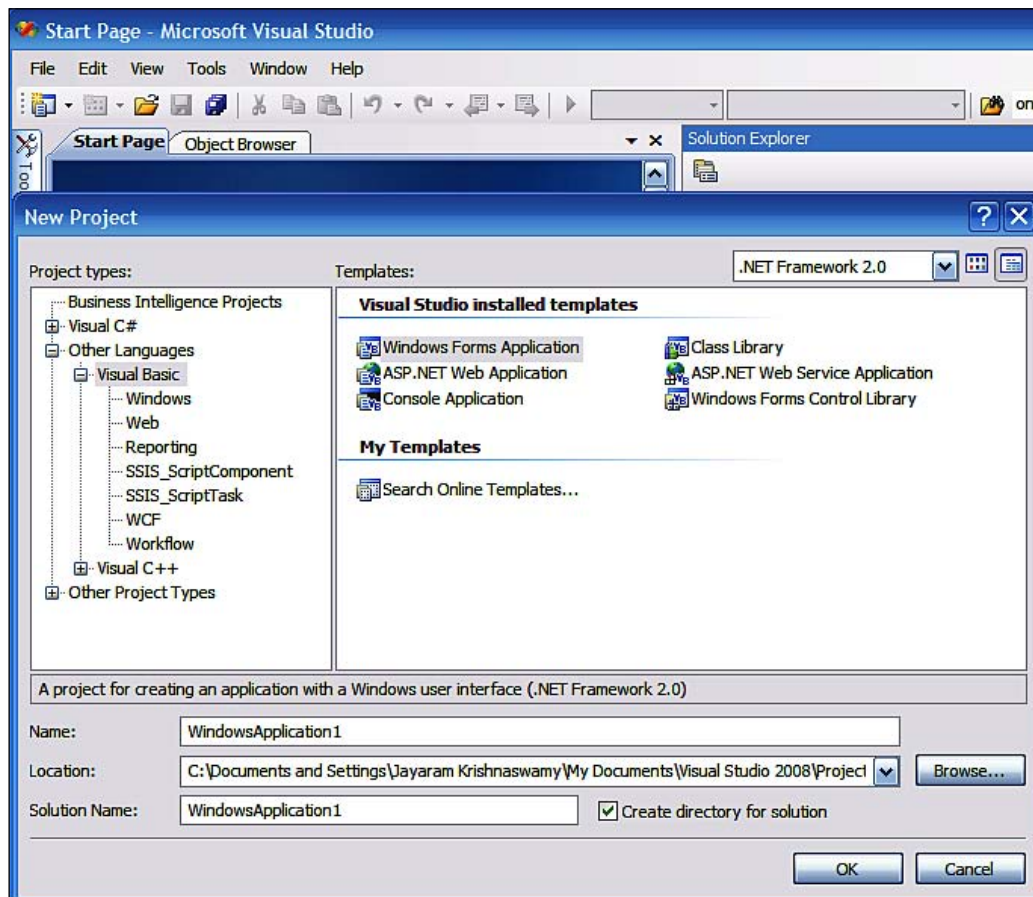 Start Page - Microsoft Visual Studio
File Edit View Tools Window Help
on
Too
Start Page
Object Browser
Solution Explorer
New Project
Project types:
Templates:
.NET Framework 2.0
Business Intelligence Projects
Visual C#
Other Languages
Visual Basic
Windows
Web
Reporting
SSIS_ScriptComponent
SSIS_ScriptTask
WCF
Workflow
Visual C++
Other Project Types
Visual Studio installed templates
Windows Forms Application
Class Library
ASP.NET Web Application
ASP.NET Web Service Application
Console Application
Windows Forms Control Library
My Templates
Search Online Templates...
A project for creating an application with a Windows user interface (.NET Framework 2.0)
Name:
WindowsApplication1
Location:
C:\Documents and Settings\Jayaram Krishnaswamy\My Documents\Visual Studio 2008\Project
Browse...
Solution Name:
WindowsApplication1
Create directory for solution
OK
Cancel